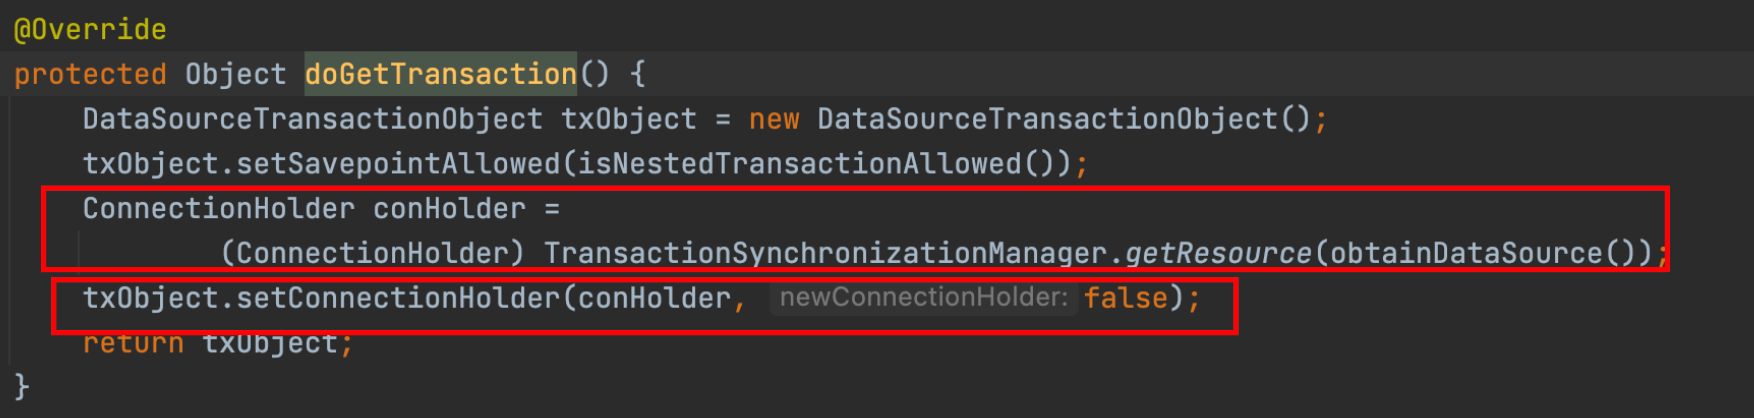 @Override
protected Object doGetTransaction() {
DataSourceTransactionObject txObject = new DataSourceTransactionObject();
txObject.setSavepointAllowed(isNestedTransactionAllowed());
ConnectionHolder conHolder =
(ConnectionHolder) TransactionSynchronizationManager.getResource(obtainDataSource());
txObject.setConnectionHolder(conHolder, newConnectionHolder: false);
return txObject;
}